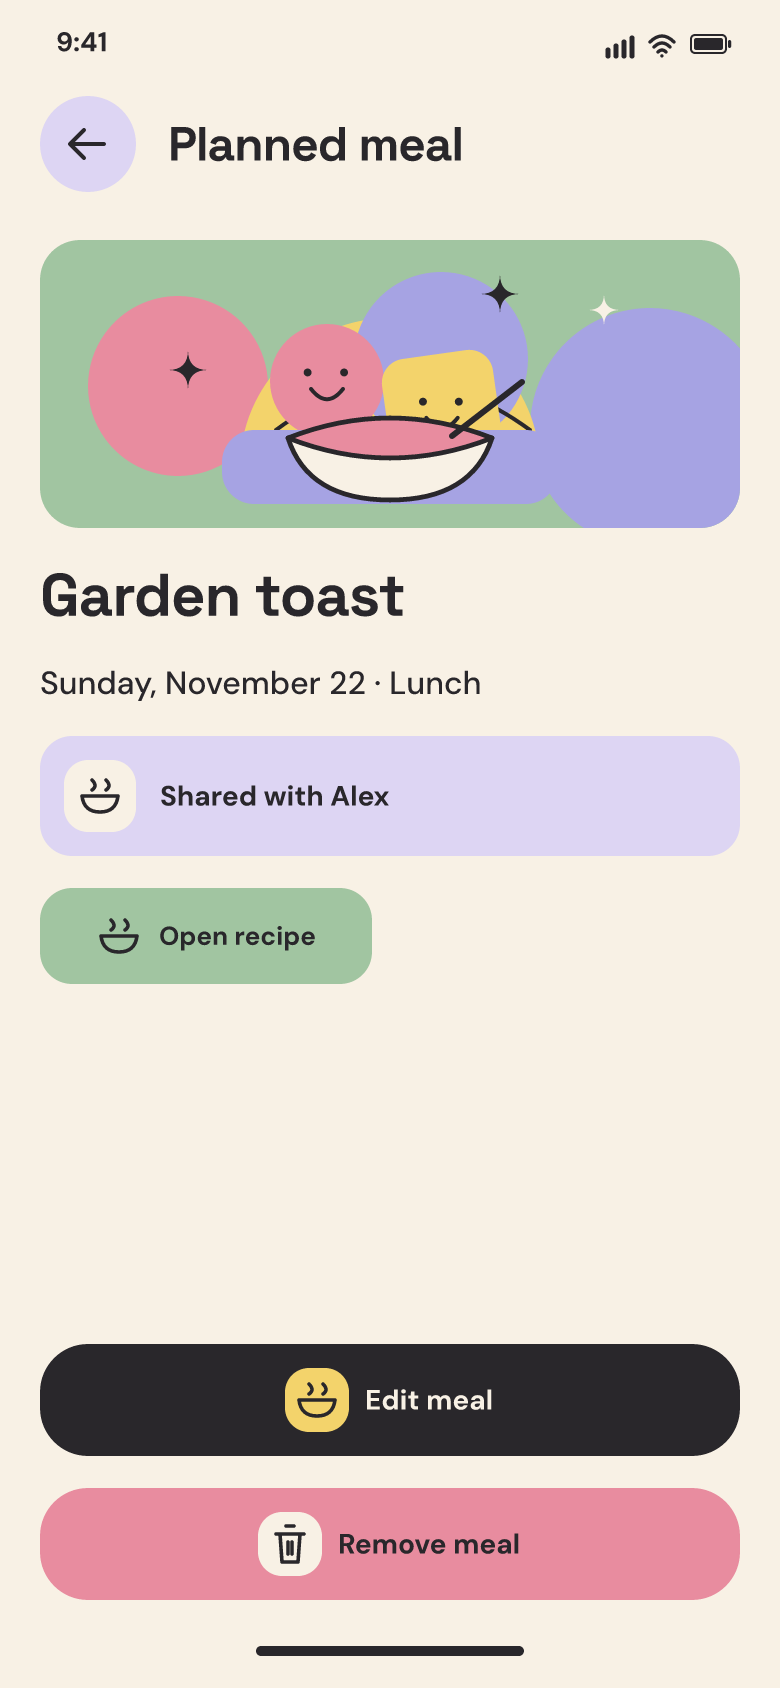 9:41
Planned meal
Garden toast
Sunday, November 22 · Lunch
Shared with Alex
Open recipe
Edit meal
Remove meal